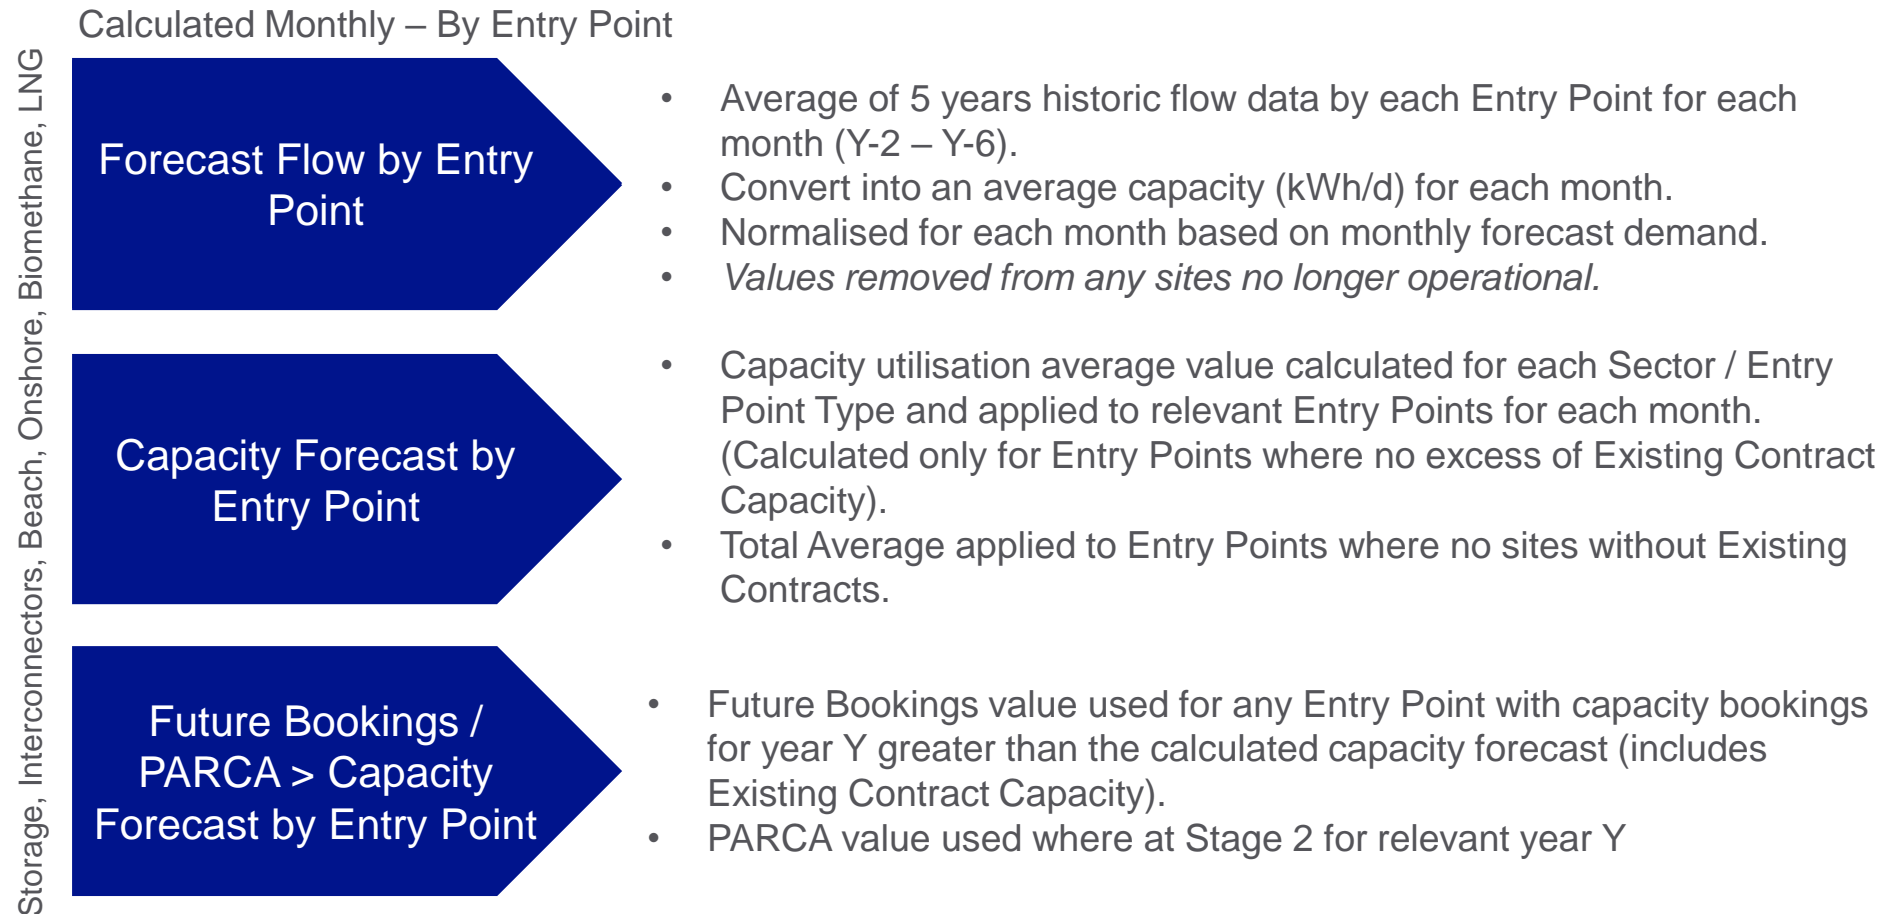 Calculated Monthly – By Entry Point
Storage, Interconnectors, Beach, Onshore, Biomethane, LNG
Forecast Flow by Entry
Point
• Average of 5 years historic flow data by each Entry Point for each
month (Y-2 – Y-6).
• Convert into an average capacity (kWh/d) for each month.
• Normalised for each month based on monthly forecast demand.
• Values removed from any sites no longer operational.
Capacity Forecast by
Entry Point
• Capacity utilisation average value calculated for each Sector / Entry
Point Type and applied to relevant Entry Points for each month.
(Calculated only for Entry Points where no excess of Existing Contract
Capacity).
• Total Average applied to Entry Points where no sites without Existing
Contracts.
Future Bookings /
PARCA > Capacity
Forecast by Entry Point
• Future Bookings value used for any Entry Point with capacity bookings
for year Y greater than the calculated capacity forecast (includes
Existing Contract Capacity).
• PARCA value used where at Stage 2 for relevant year Y